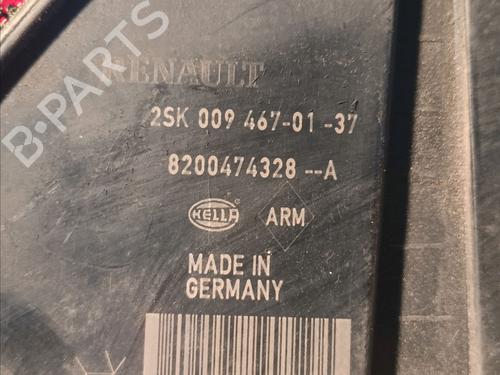 B-PARTS
RENAULT
2SK 009 467-01-37
8200474328--A
HELLA ARM
MADE IN
GERMANY